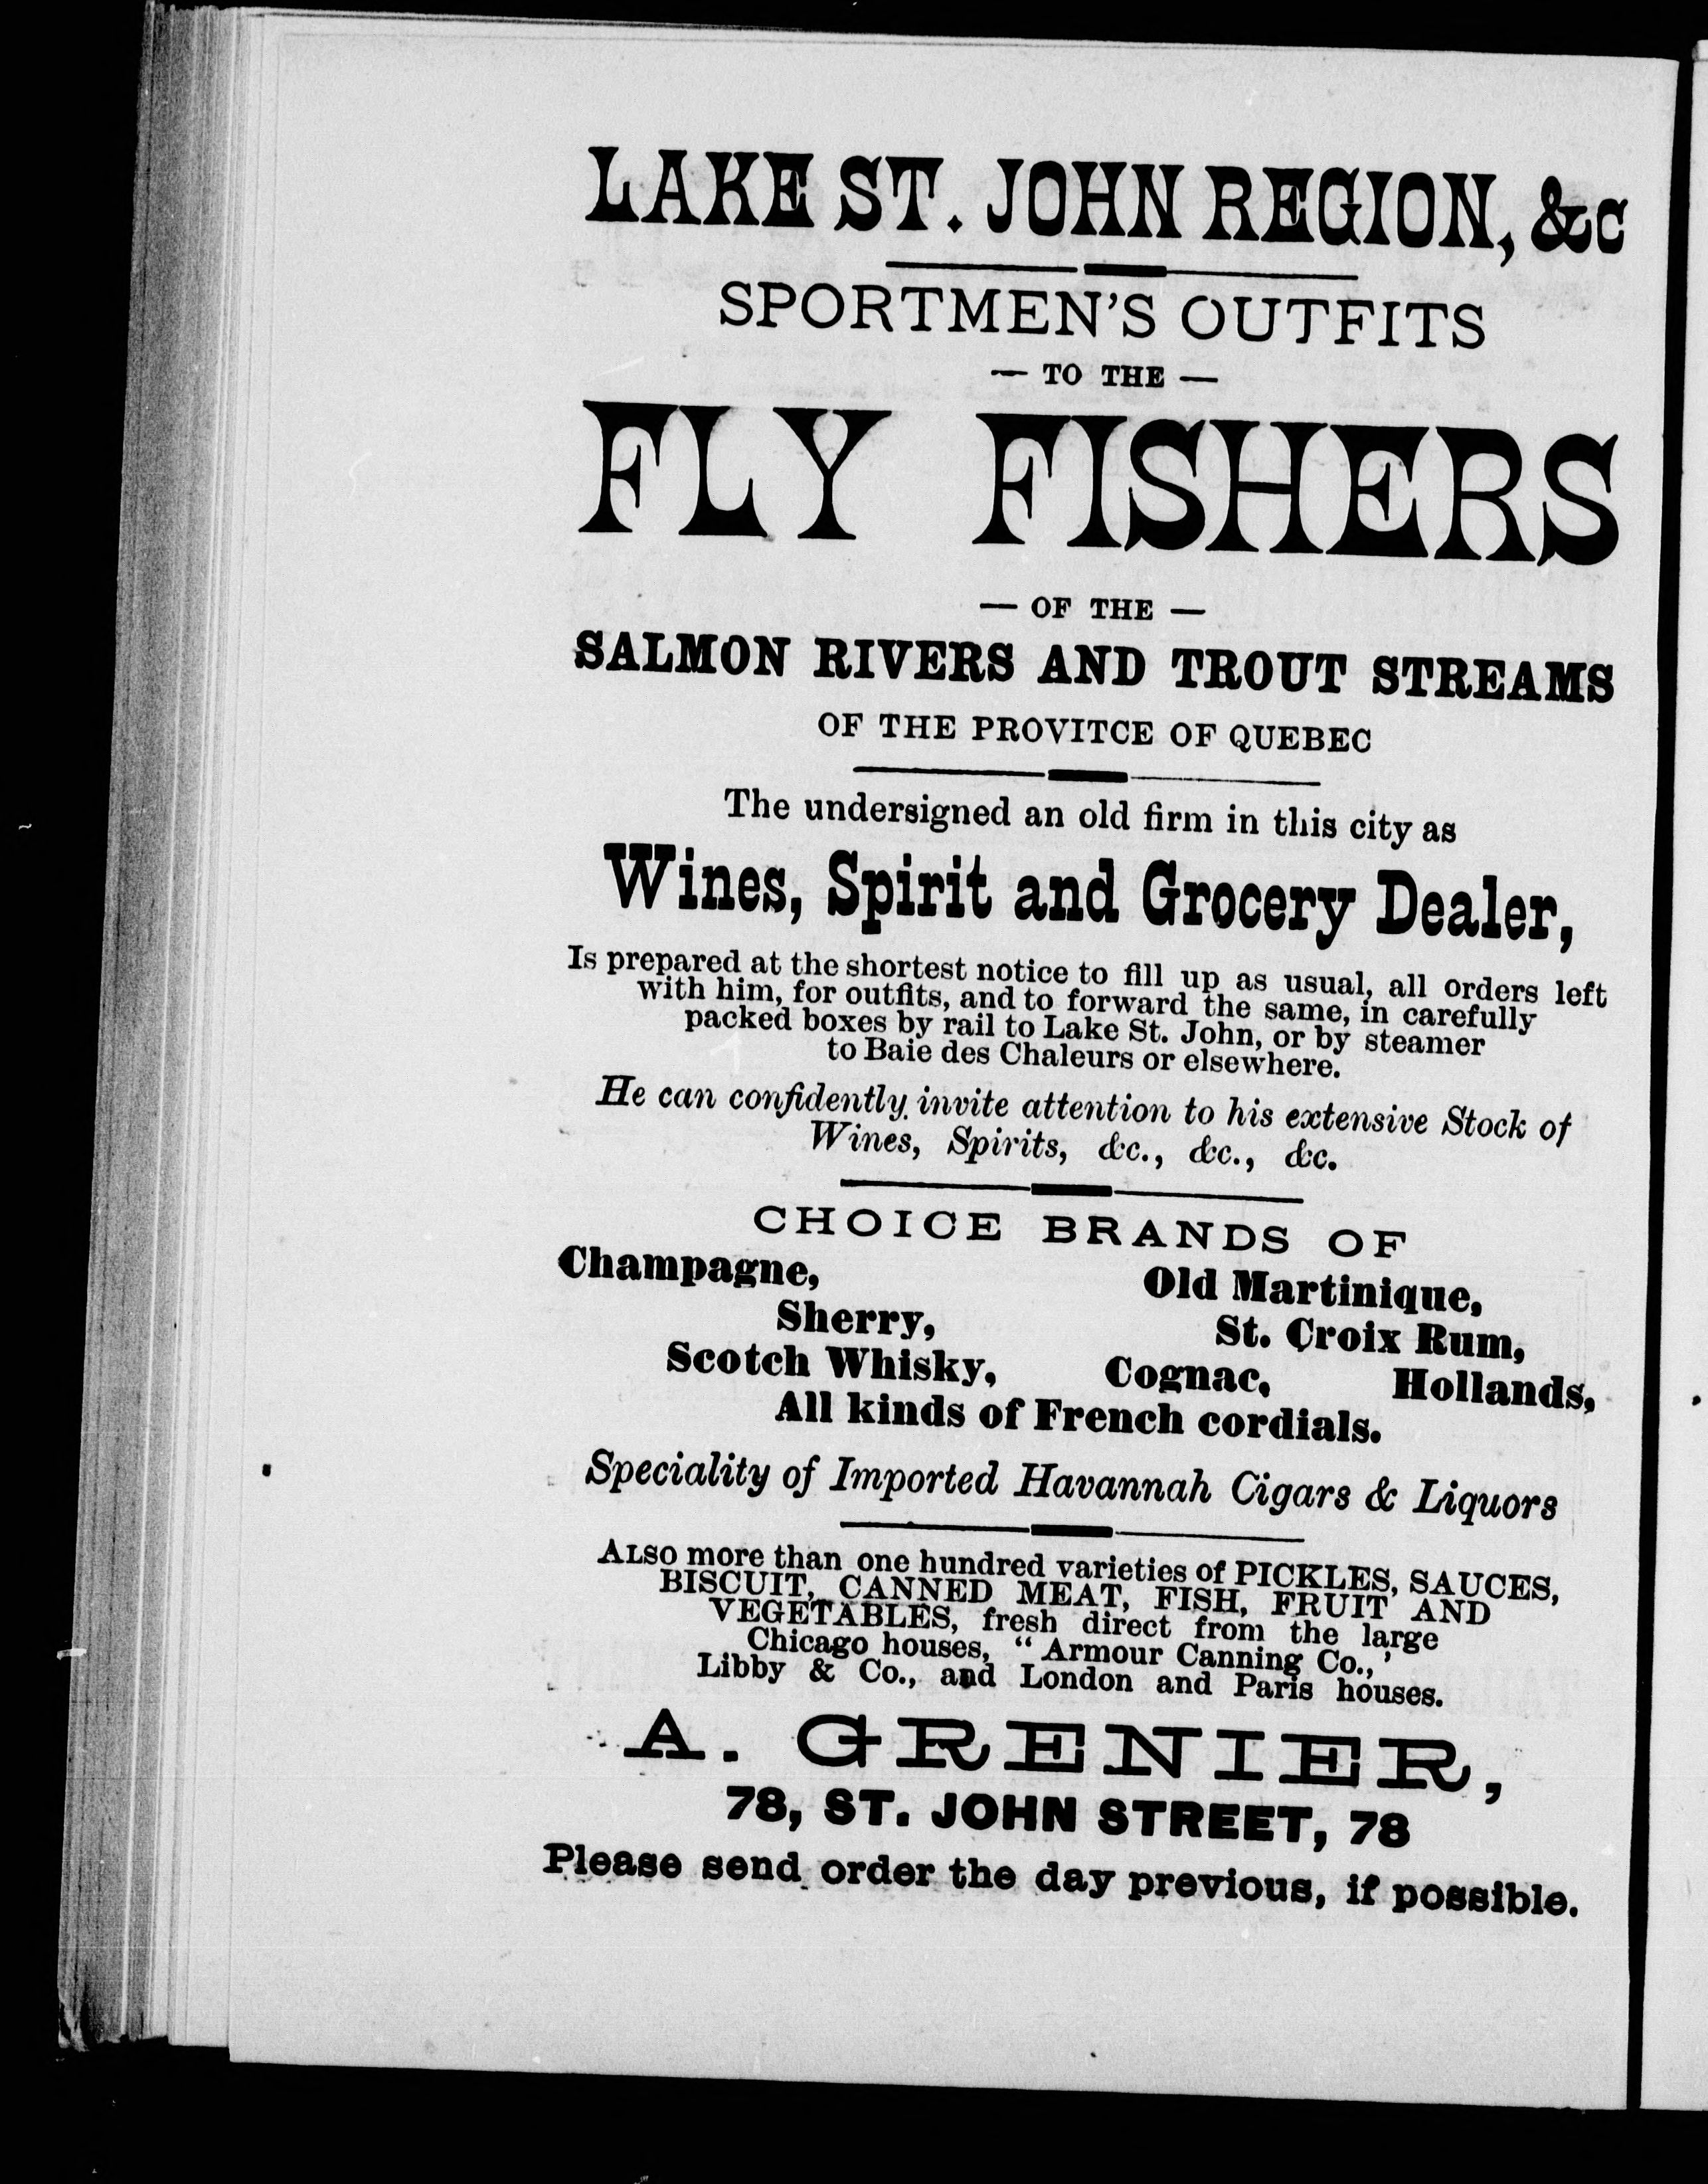 LAKE ST. JOHN REGION, &c
SPORTMEN'S OUTFITS
— TO THE —
FLY FISHERS
— OF THE —
SALMON RIVERS AND TROUT STREAMS
OF THE PROVITCE OF QUEBEC
The undersigned an old firm in this city as
Wines, Spirit and Grocery Dealer,
Is prepared at the shortest notice to fill up as usual, all orders left
with him, for outfits, and to forward the same, in carefully
packed boxes by rail to Lake St. John, or by steamer
to Baie des Chaleurs or elsewhere.
He can confidently invite attention to his extensive Stock of
Wines, Spirits, &c., &c., &c.
CHOICE BRANDS OF
Champagne, Old Martinique,
Sherry, St. Croix Rum,
Scotch Whisky, Cognac, Hollands,
All kinds of French cordials.
Speciality of Imported Havannah Cigars & Liquors
ALSO more than one hundred varieties of PICKLES, SAUCES,
BISCUIT, CANNED MEAT, FISH, FRUIT AND
VEGETABLES, fresh direct from the large
Chicago houses, “ Armour Canning Co.,’
Libby & Co., and London and Paris houses.
A. GRENIER,
78, ST. JOHN STREET, 78
Please send order the day previous, if possible.